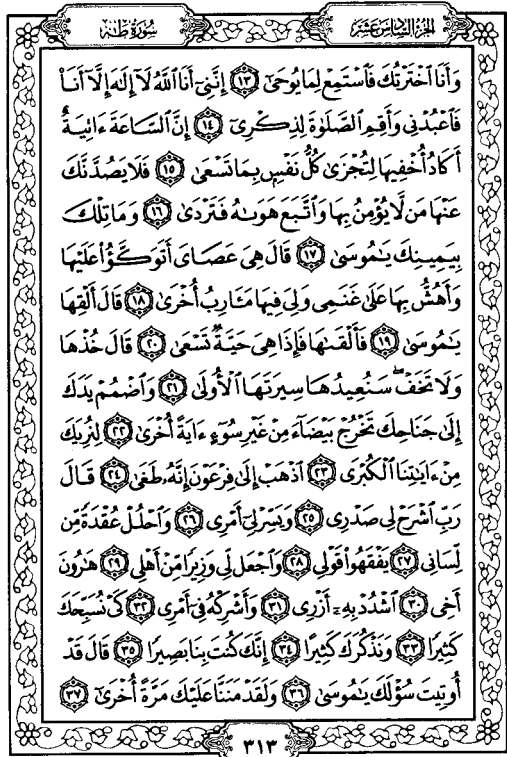 الجزء السادس عشر
سورة طه
وَأَنَا ٱخْتَرْتُكَ فَٱسْتَمِعْ لِمَا يُوحَىٰٓ ١٣ إِنَّنِىٓ أَنَا ٱللَّهُ لَآ إِلَٰهَ إِلَّآ أَنَا۠
فَٱعْبُدْنِى وَأَقِمِ ٱلصَّلَوٰةَ لِذِكْرِىٓ ١٤ إِنَّ ٱلسَّاعَةَ ءَاتِيَةٌ
أَكَادُ أُخْفِيهَا لِتُجْزَىٰ كُلُّ نَفْسٍۭ بِمَا تَسْعَىٰ ١٥ فَلَا يَصُدَّنَّكَ
عَنْهَا مَن لَّا يُؤْمِنُ بِهَا وَٱتَّبَعَ هَوَىٰهُ فَتَرْدَىٰ ١٦ وَمَا تِلْكَ
بِيَمِينِكَ يَٰمُوسَىٰ ١٧ قَالَ هِىَ عَصَاىَ أَتَوَكَّؤُا۟ عَلَيْهَا
وَأَهُشُّ بِهَا عَلَىٰ غَنَمِى وَلِىَ فِيهَا مَـَٔارِبُ أُخْرَىٰ ١٨ قَالَ أَلْقِهَا
يَٰمُوسَىٰ ١٩ فَأَلْقَىٰهَا فَإِذَا هِىَ حَيَّةٌ تَسْعَىٰ ٢٠ قَالَ خُذْهَا
وَلَا تَخَفْ ۖ سَنُعِيدُهَا سِيرَتَهَا ٱلْأُولَىٰ ٢١ وَٱضْمُمْ يَدَكَ
إِلَىٰ جَنَاحِكَ تَخْرُجْ بَيْضَآءَ مِنْ غَيْرِ سُوٓءٍ ءَايَةً أُخْرَىٰ ٢٢ لِنُرِيَكَ
مِنْ ءَايَٰتِنَا ٱلْكُبْرَى ٢٣ ٱذْهَبْ إِلَىٰ فِرْعَوْنَ إِنَّهُۥ طَغَىٰ ٢٤ قَالَ
رَبِّ ٱشْرَحْ لِى صَدْرِى ٢٥ وَيَسِّرْ لِىٓ أَمْرِى ٢٦ وَٱحْلُلْ عُقْدَةً مِّن
لِّسَانِى ٢٧ يَفْقَهُوا۟ قَوْلِى ٢٨ وَٱجْعَل لِّى وَزِيرًا مِّنْ أَهْلِى ٢٩ هَٰرُونَ
أَخِى ٣٠ ٱشْدُدْ بِهِۦٓ أَزْرِى ٣١ وَأَشْرِكْهُ فِىٓ أَمْرِى ٣٢ كَىْ نُسَبِّحَكَ
كَثِيرًا ٣٣ وَنَذْكُرَكَ كَثِيرًا ٣٤ إِنَّكَ كُنتَ بِنَا بَصِيرًا ٣٥ قَالَ قَدْ
أُوتِيتَ سُؤْلَكَ يَٰمُوسَىٰ ٣٦ وَلَقَدْ مَنَنَّا عَلَيْكَ مَرَّةً أُخْرَىٰٓ ٣٧
٣١٣